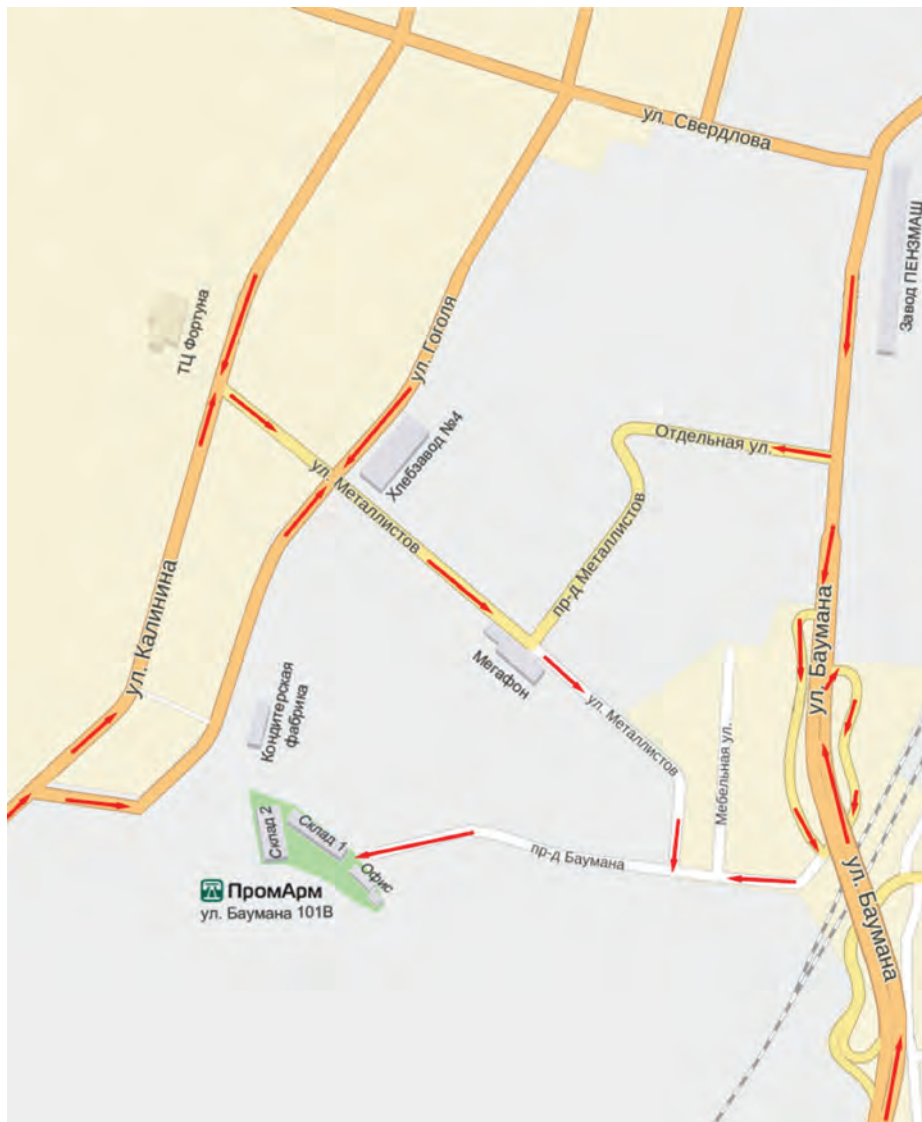 ул. Свердлова
Завод ПЕНЗМАШ
ТЦ Фортуна
ул. Гоголя
Хлебзавод №4
Отдельная ул.
ул. Металлистов
пр-д Металлистов
ул. Калинина
ул. Баумана
Мегафон
Кондитерская
фабрика
ул. Металлистов
Мебельная ул.
Склад 2
Склад 1
Офис
пр-д Баумана
ул. Баумана
ПромАрм
ул. Баумана 101В